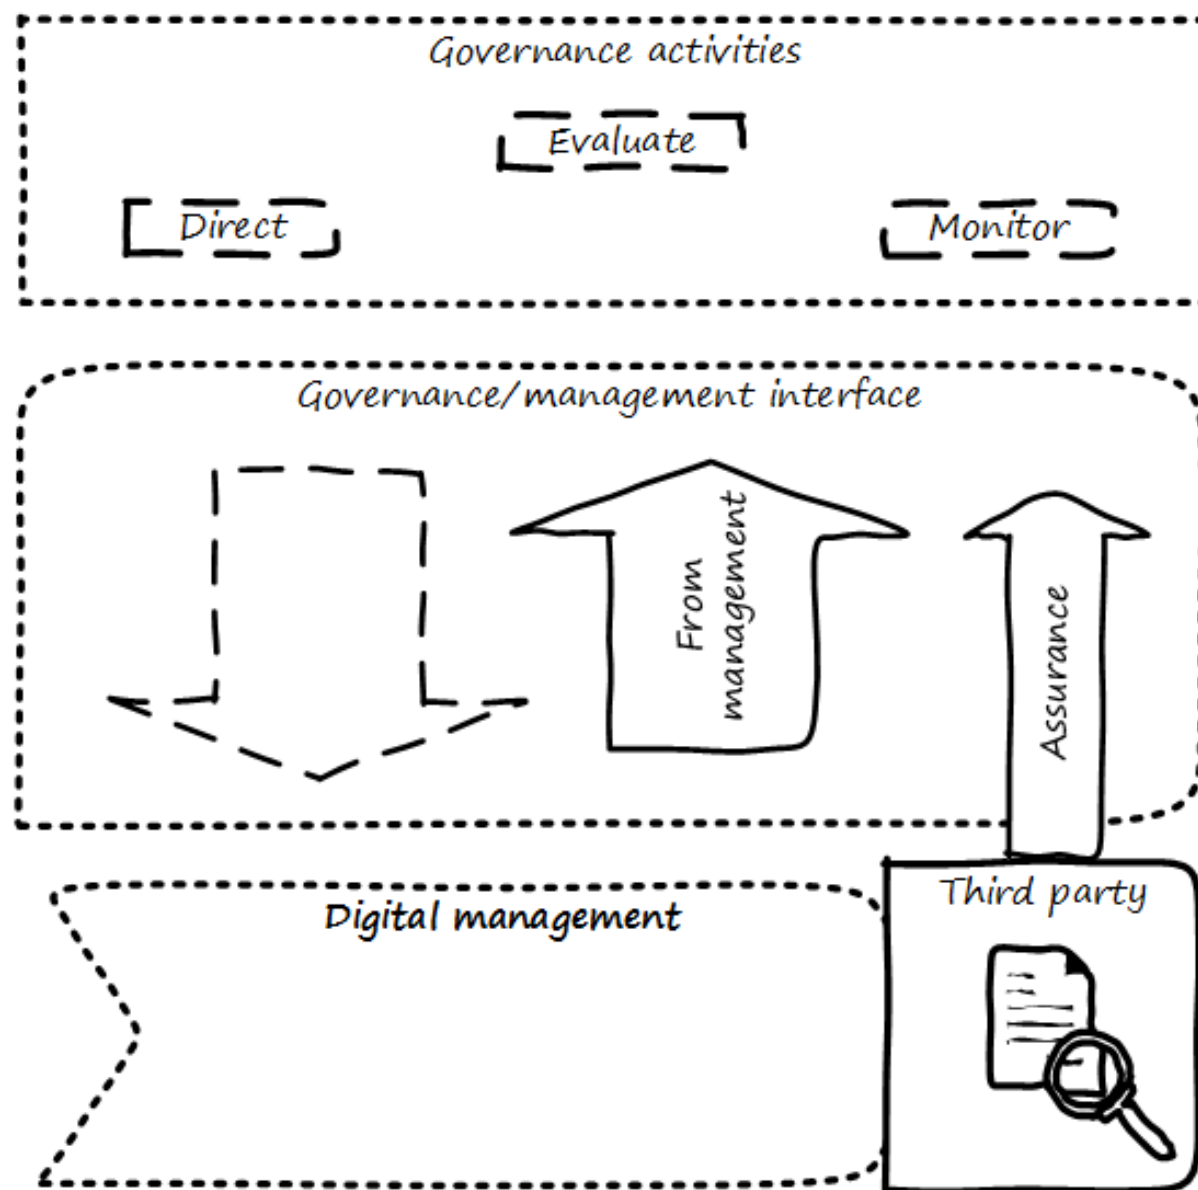 Governance activities
Evaluate
Direct
Monitor
Governance/management interface
From
management
Assurance
Digital management
Third party